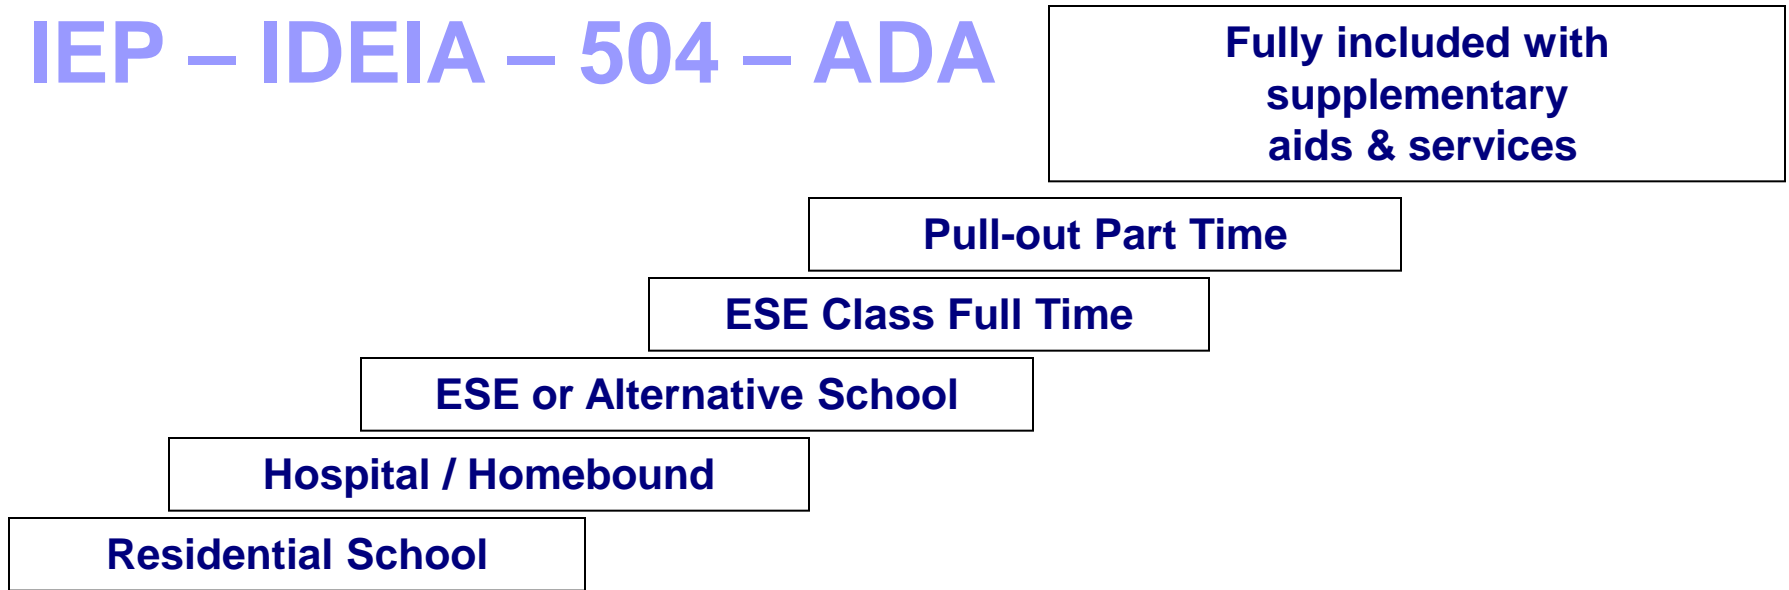 IEP – IDEIA – 504 – ADA
Fully included with
supplementary
aids & services
Pull-out Part Time
ESE Class Full Time
ESE or Alternative School
Hospital / Homebound
Residential School